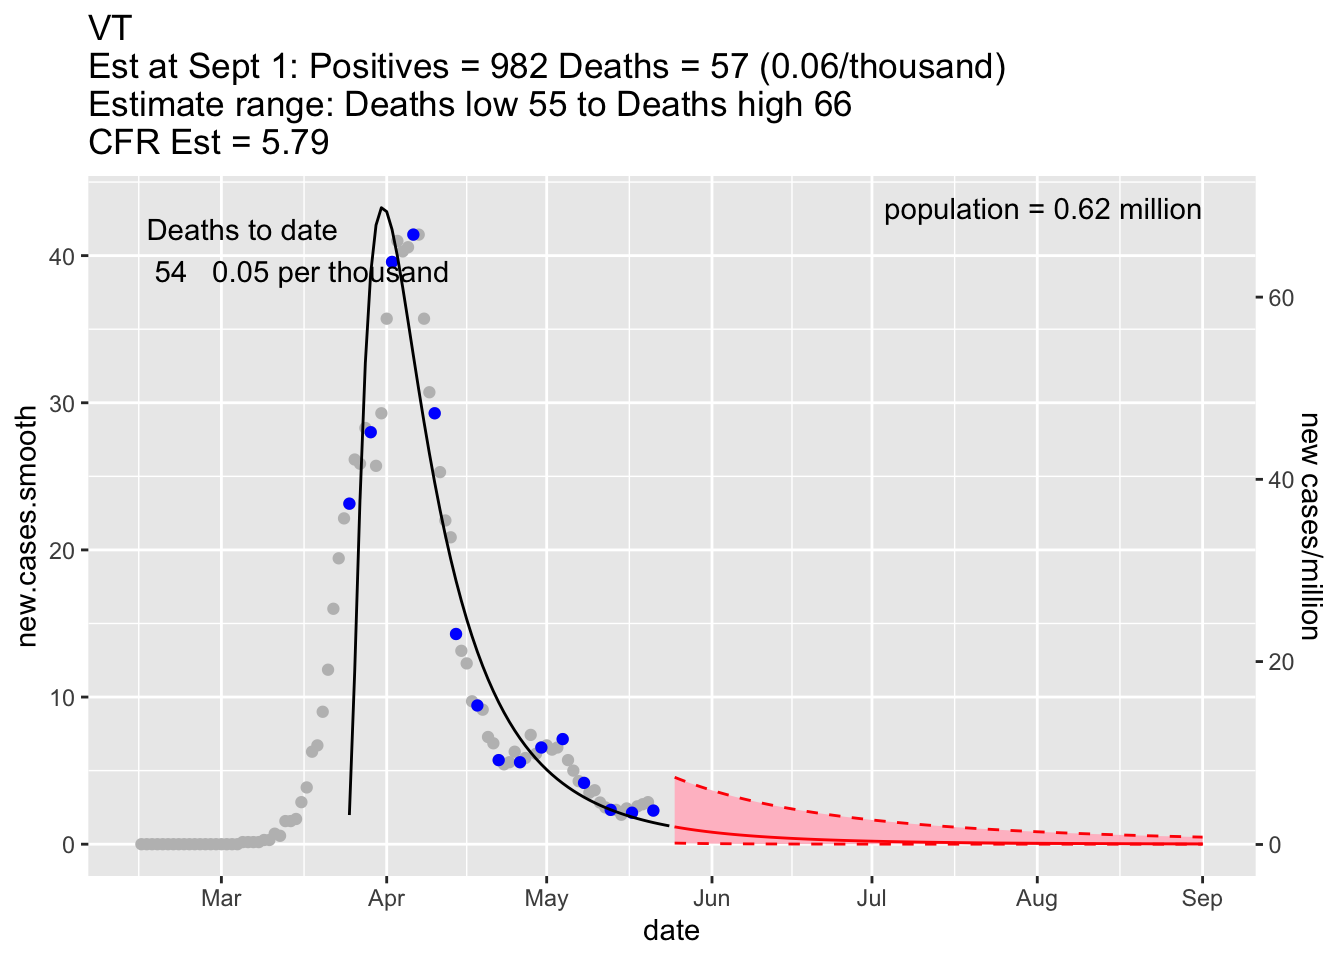 VT
Est at Sept 1: Positives = 982 Deaths = 57 (0.06/thousand)
Estimate range: Deaths low 55 to Deaths high 66
CFR Est = 5.79
Deaths to date
54 0.05 per thousand
population = 0.62 million
new.cases.smooth
40
30
20
10
0
new cases/million
60
40
20
0
Mar Apr May Jun Jul Aug Sep
date